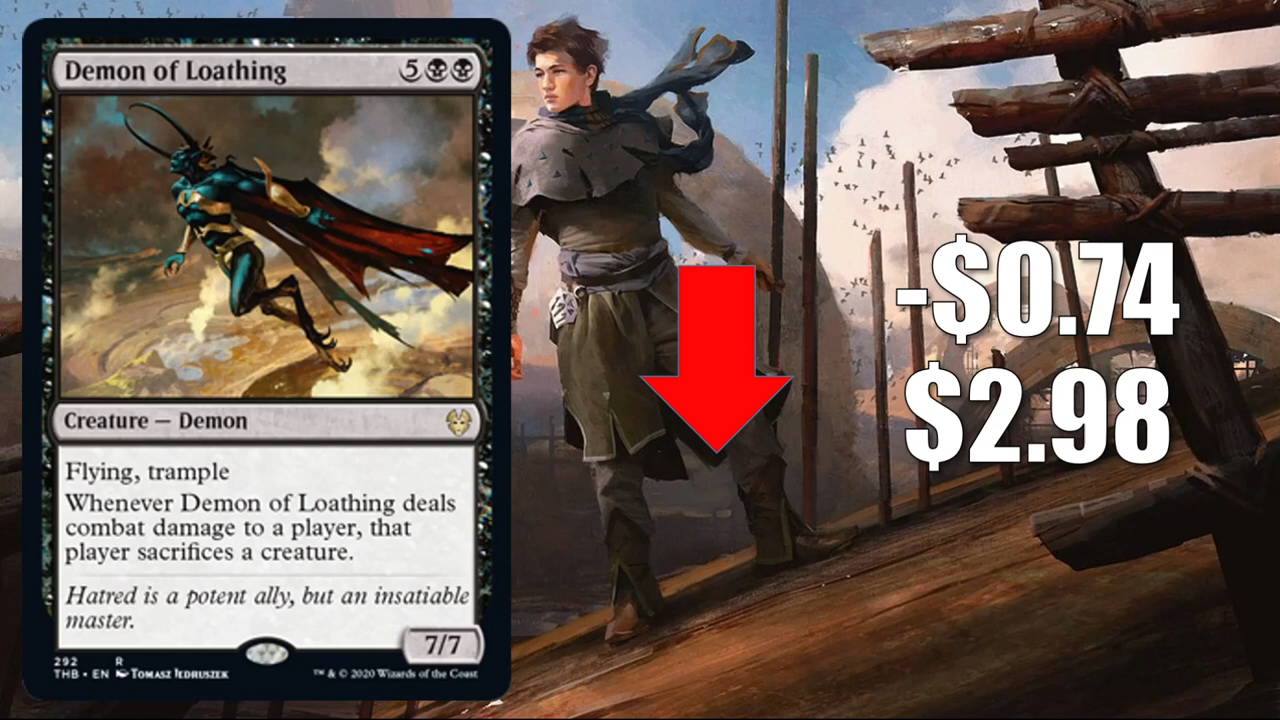 Demon of Loathing 5
Creature — Demon
Flying, trample
Whenever Demon of Loathing deals
combat damage to a player, that
player sacrifices a creature.
Hatred is a potent ally, but an insatiable
master.
7/7
292 R
THB • EN Tomasz Jedruszek
™ & © 2020 Wizards of the Coast
-$0.74
$2.98